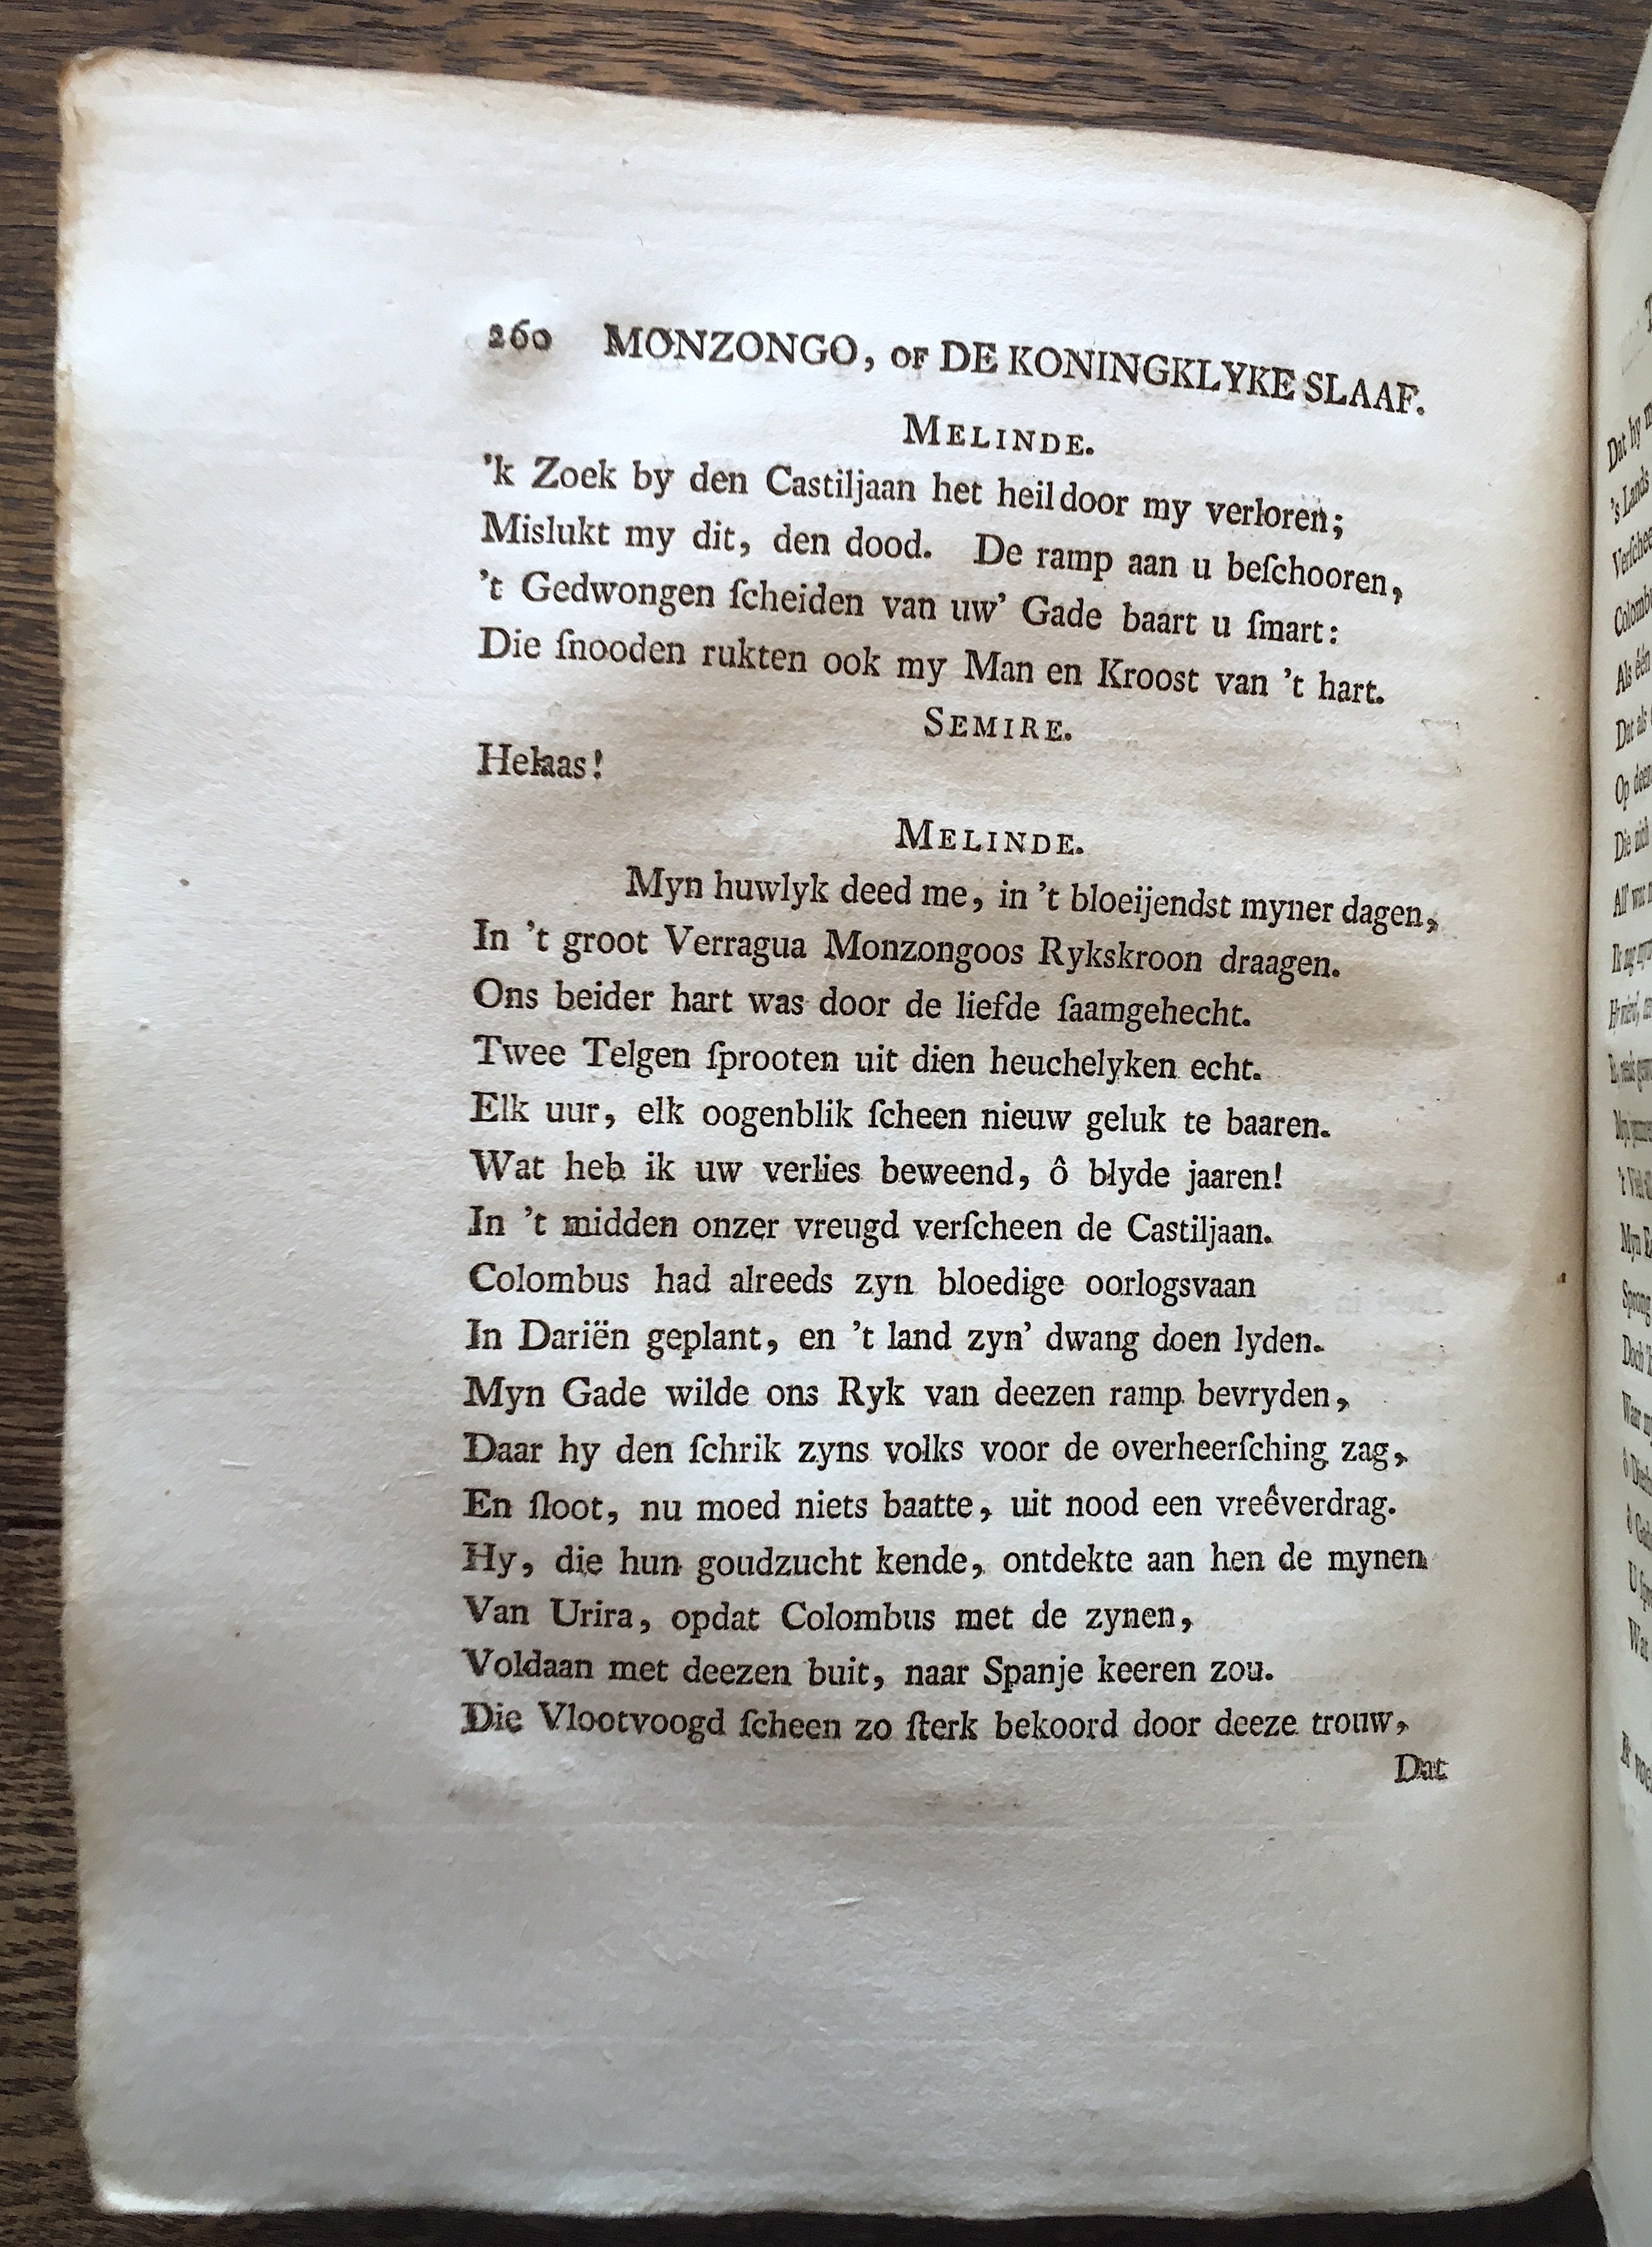 260 MONZONGO, OF DE KONINGKLYKE SLAAF.
MELINDE.
'k Zoek by den Castiljaan het heil door my verloren;
Mislukt my dit, den dood. De ramp aan u beſchooren,
't Gedwongen ſcheiden van uw' Gade baart u ſmart:
Die ſnooden rukten ook my Man en Kroost van 't hart.
SEMIRE.
Helaas!
MELINDE.
Myn huwlyk deed me, in 't bloeijendst myner dagen,
In 't groot Verragua Monzongoos Rykskroon draagen.
Ons beider hart was door de liefde ſaamgehecht.
Twee Telgen ſprooten uit dien heuchelyken echt.
Elk uur, elk oogenblik ſcheen nieuw geluk te baaren.
Wat heb ik uw verlies beweend, ô blyde jaaren!
In 't midden onzer vreugd verſcheen de Castiljaan.
Colombus had alreeds zyn bloedige oorlogsvaan
In Dariën geplant, en 't land zyn' dwang doen lyden.
Myn Gade wilde ons Ryk van deezen ramp bevryden,
Daar hy den ſchrik zyns volks voor de overheerſching zag,
En ſloot, nu moed niets baatte, uit nood een vreêverdrag.
Hy, die hun goudzucht kende, ontdekte aan hen de mynen
Van Urira, opdat Colombus met de zynen,
Voldaan met deezen buit, naar Spanje keeren zou.
Die Vlootvoogd ſcheen zo ſterk bekoord door deeze trouw,
Dat
Dat hy
's Lands
Als één
Dat als
Die